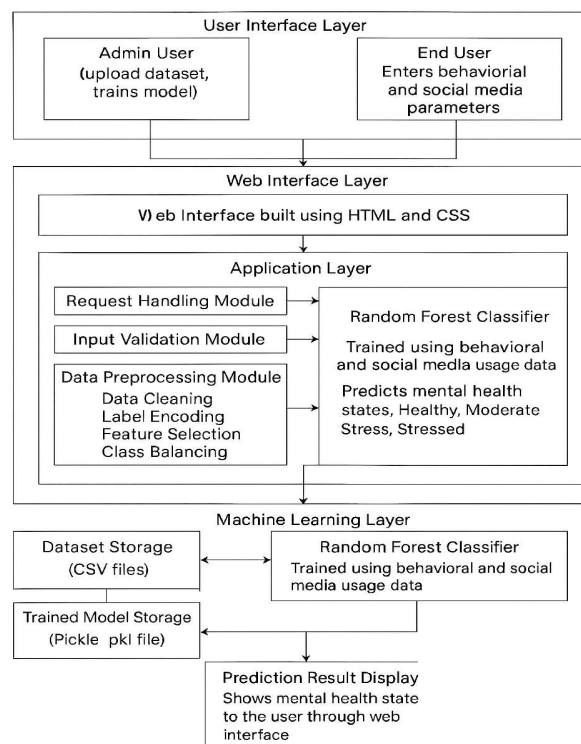 User Interface Layer
Admin User
(upload dataset,
trains model)
End User
Enters behaviorial
and social media
parameters
Web Interface Layer
V) eb Interface built using HTML and CSS
Application Layer
Request Handling Module
Input Validation Module
Data Preprocessing Module
Data Cleaning
Label Encoding
Feature Selection
Class Balancing
Random Forest Classifier
Trained using behavioral
and social media usage data
Predicts mental health
states, Healthy, Moderate
Stress, Stressed
Machine Learning Layer
Dataset Storage
(CSV files)
Random Forest Classifier
Trained using behavioral and social
media usage data
Trained Model Storage
(Pickle pkl file)
Prediction Result Display
Shows mental health state
to the user through web
interface